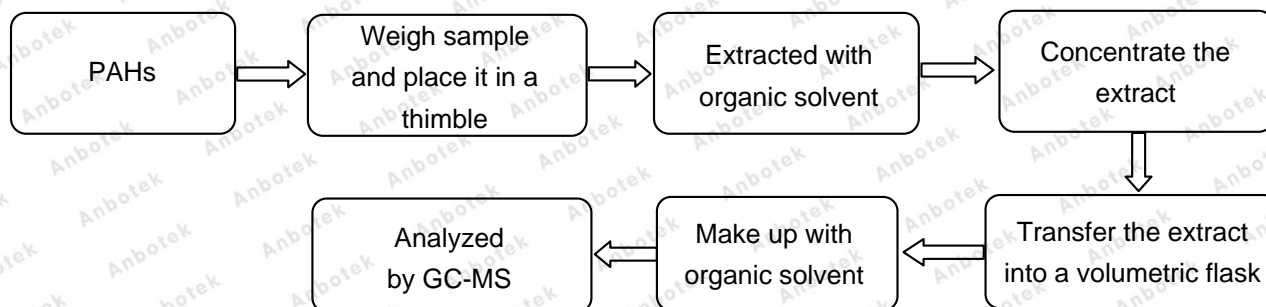 PAHs
Weigh sample
and place it in a
thimble
Extracted with
organic solvent
Concentrate the
extract
Transfer the extract
into a volumetric flask
Make up with
organic solvent
Analyzed
by GC-MS
Anbotek